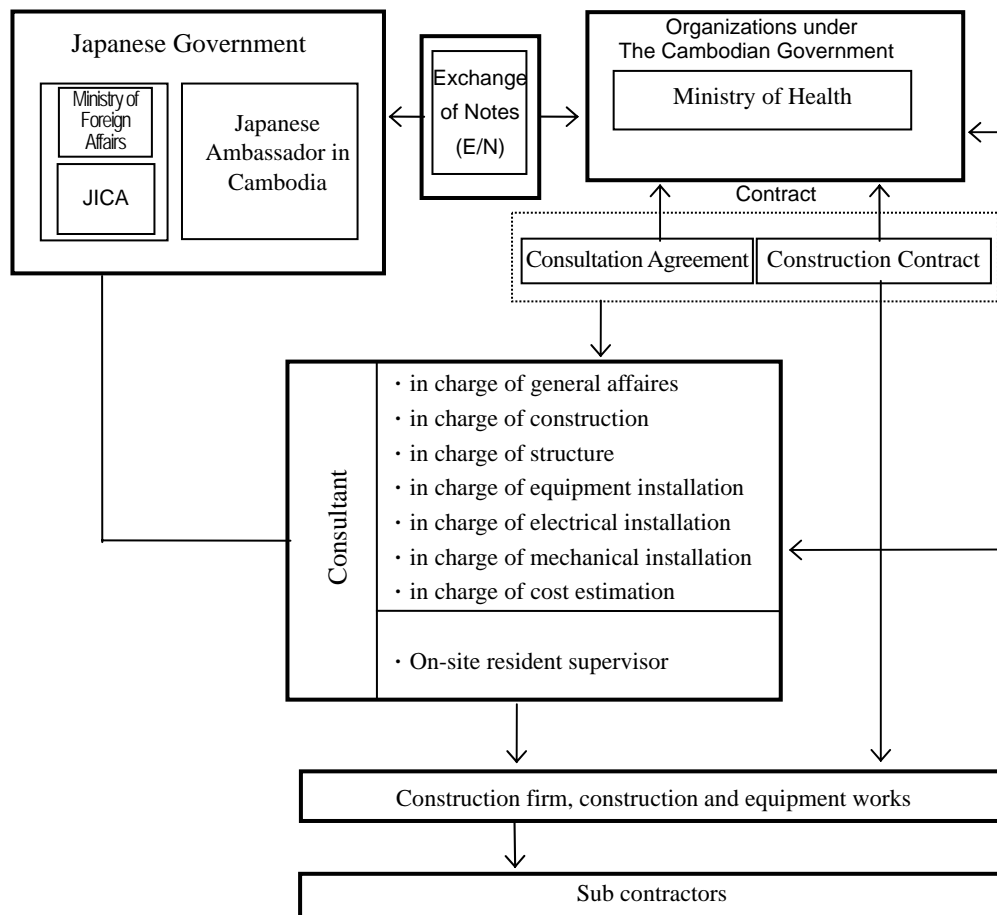 Japanese Government
Ministry of
Foreign
Affairs
JICA
Japanese
Ambassador in
Cambodia
Exchange
of Notes
(E/N)
Organizations under
The Cambodian Government
Ministry of Health
Contract
Consultation Agreement
Construction Contract
Consultant
・in charge of general affaires
・in charge of construction
・in charge of structure
・in charge of equipment installation
・in charge of electrical installation
・in charge of mechanical installation
・in charge of cost estimation
・On-site resident supervisor
Construction firm, construction and equipment works
Sub contractors